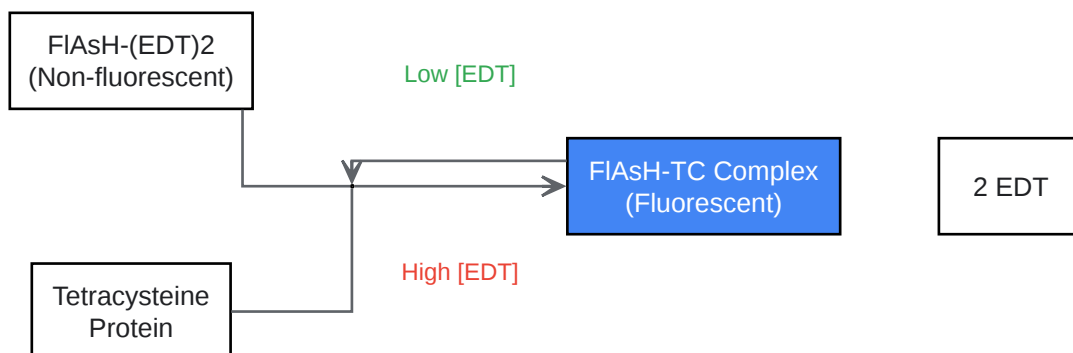 FlAsH-(EDT)2
(Non-fluorescent)
Low [EDT]
FlAsH-TC Complex
(Fluorescent)
2 EDT
High [EDT]
Tetracysteine
Protein